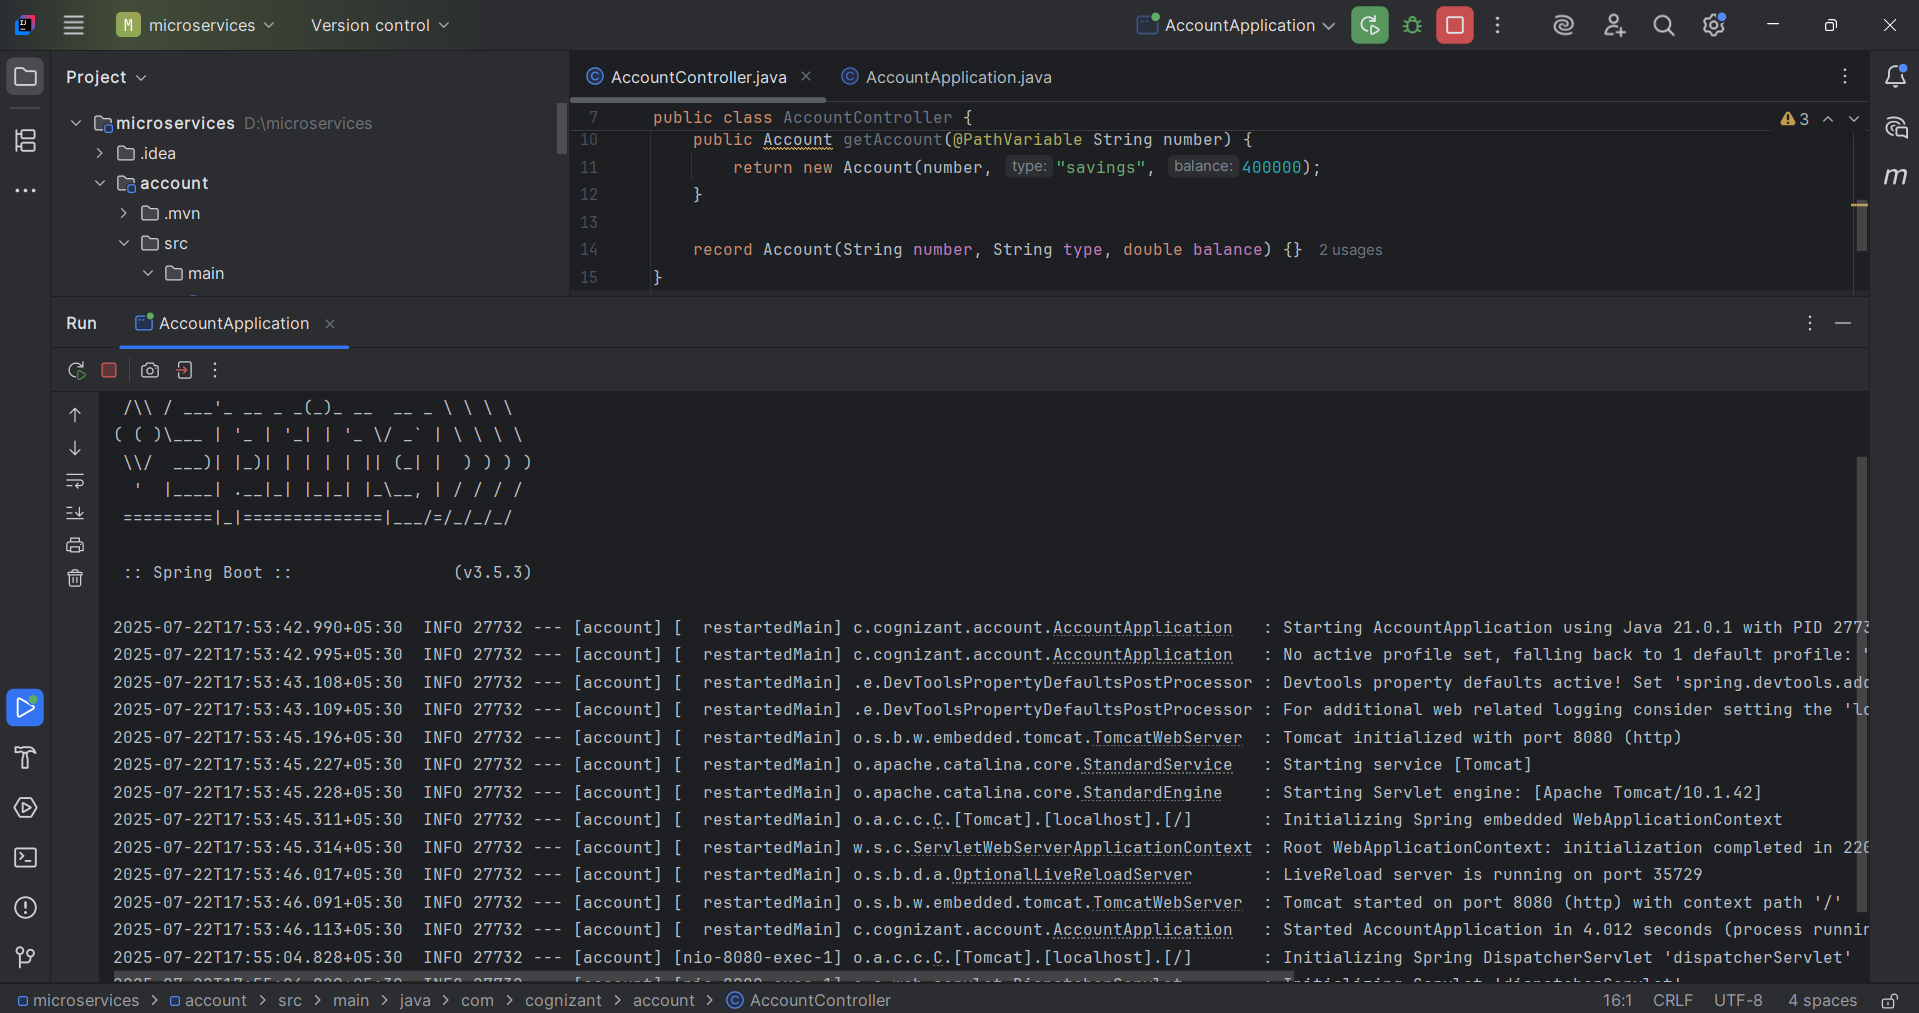 M microservices Version control AccountApplication
Project
AccountController.java AccountApplication.java
microservices D:\microservices
.idea
account
.mvn
src
main
7 public class AccountController {
3
10 public Account getAccount(@PathVariable String number) {
11 return new Account(number, type: "savings", balance: 400000);
12 }
13
14 record Account(String number, String type, double balance) {} 2 usages
15 }
m
Run AccountApplication
 /\\ / ___'_ __ _ _(_)_ __  __ _ \ \ \ \
( ( )\___ | '_ | '_| | '_ \/ _` | \ \ \ \
 \\/  ___)| |_)| | | | | || (_| |  ) ) ) )
  '  |____| .__|_| |_|_| |_\__, | / / / /
 =========|_|==============|___/=/_/_/_/
:: Spring Boot :: (v3.5.3)
2025-07-22T17:53:42.990+05:30 INFO 27732 --- [account] [ restartedMain] c.cognizant.account.AccountApplication : Starting AccountApplication using Java 21.0.1 with PID 2773
2025-07-22T17:53:42.995+05:30 INFO 27732 --- [account] [ restartedMain] c.cognizant.account.AccountApplication : No active profile set, falling back to 1 default profile: "
2025-07-22T17:53:43.108+05:30 INFO 27732 --- [account] [ restartedMain] .e.DevToolsPropertyDefaultsPostProcessor : Devtools property defaults active! Set 'spring.devtools.add
2025-07-22T17:53:43.109+05:30 INFO 27732 --- [account] [ restartedMain] .e.DevToolsPropertyDefaultsPostProcessor : For additional web related logging consider setting the 'lo
2025-07-22T17:53:45.196+05:30 INFO 27732 --- [account] [ restartedMain] o.s.b.w.embedded.tomcat.TomcatWebServer : Tomcat initialized with port 8080 (http)
2025-07-22T17:53:45.227+05:30 INFO 27732 --- [account] [ restartedMain] o.apache.catalina.core.StandardService : Starting service [Tomcat]
2025-07-22T17:53:45.228+05:30 INFO 27732 --- [account] [ restartedMain] o.apache.catalina.core.StandardEngine : Starting Servlet engine: [Apache Tomcat/10.1.42]
2025-07-22T17:53:45.311+05:30 INFO 27732 --- [account] [ restartedMain] o.a.c.c.C.[Tomcat].[localhost].[/] : Initializing Spring embedded WebApplicationContext
2025-07-22T17:53:45.314+05:30 INFO 27732 --- [account] [ restartedMain] w.s.c.ServletWebServerApplicationContext : Root WebApplicationContext: initialization completed in 220
2025-07-22T17:53:46.017+05:30 INFO 27732 --- [account] [ restartedMain] o.s.b.d.a.OptionalLiveReloadServer : LiveReload server is running on port 35729
2025-07-22T17:53:46.091+05:30 INFO 27732 --- [account] [ restartedMain] o.s.b.w.embedded.tomcat.TomcatWebServer : Tomcat started on port 8080 (http) with context path '/'
2025-07-22T17:53:46.113+05:30 INFO 27732 --- [account] [ restartedMain] c.cognizant.account.AccountApplication : Started AccountApplication in 4.012 seconds (process runnin
2025-07-22T17:55:04.828+05:30 INFO 27732 --- [account] [nio-8080-exec-1] o.a.c.c.C.[Tomcat].[localhost].[/] : Initializing Spring DispatcherServlet 'dispatcherServlet'
microservices > account > src > main > java > com > cognizant > account > AccountController 16:1 CRLF UTF-8 4 spaces